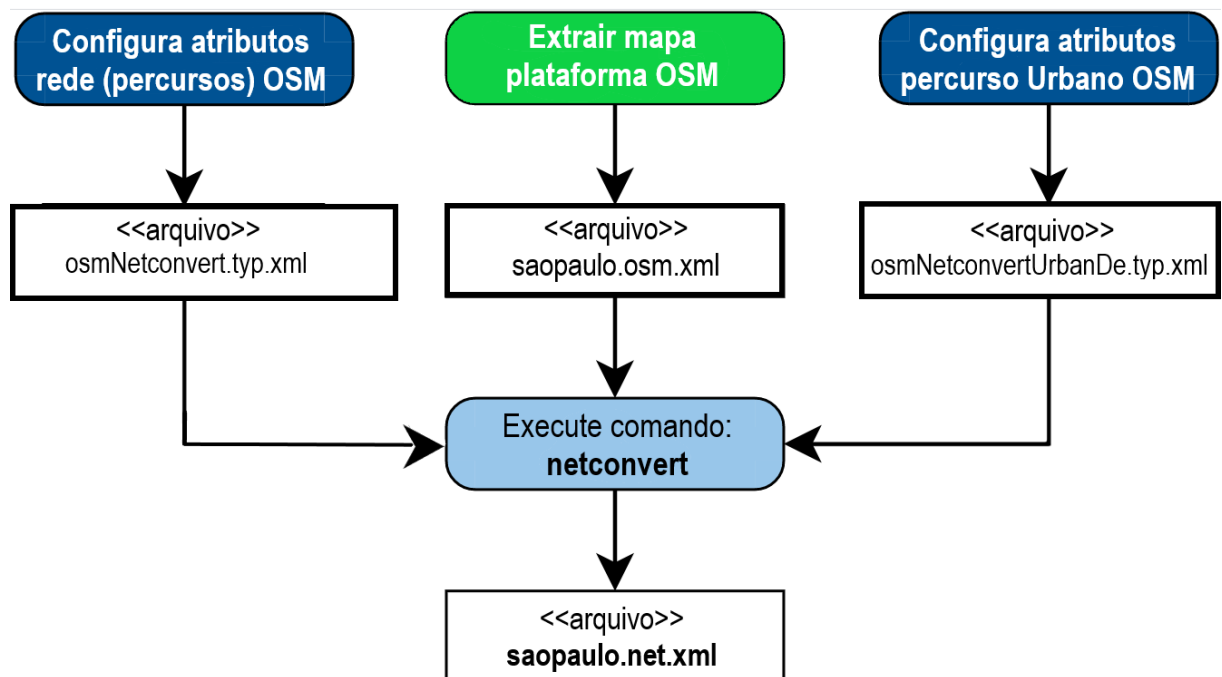 Configura atributos
rede (percursos) OSM
Extrair mapa
plataforma OSM
Configura atributos
percurso Urbano OSM
<<arquivo>>
osmNetconvert.typ.xml
<<arquivo>>
saopaulo.osm.xml
<<arquivo>>
osmNetconvertUrbanDe.typ.xml
Execute comando:
netconvert
<<arquivo>>
saopaulo.net.xml